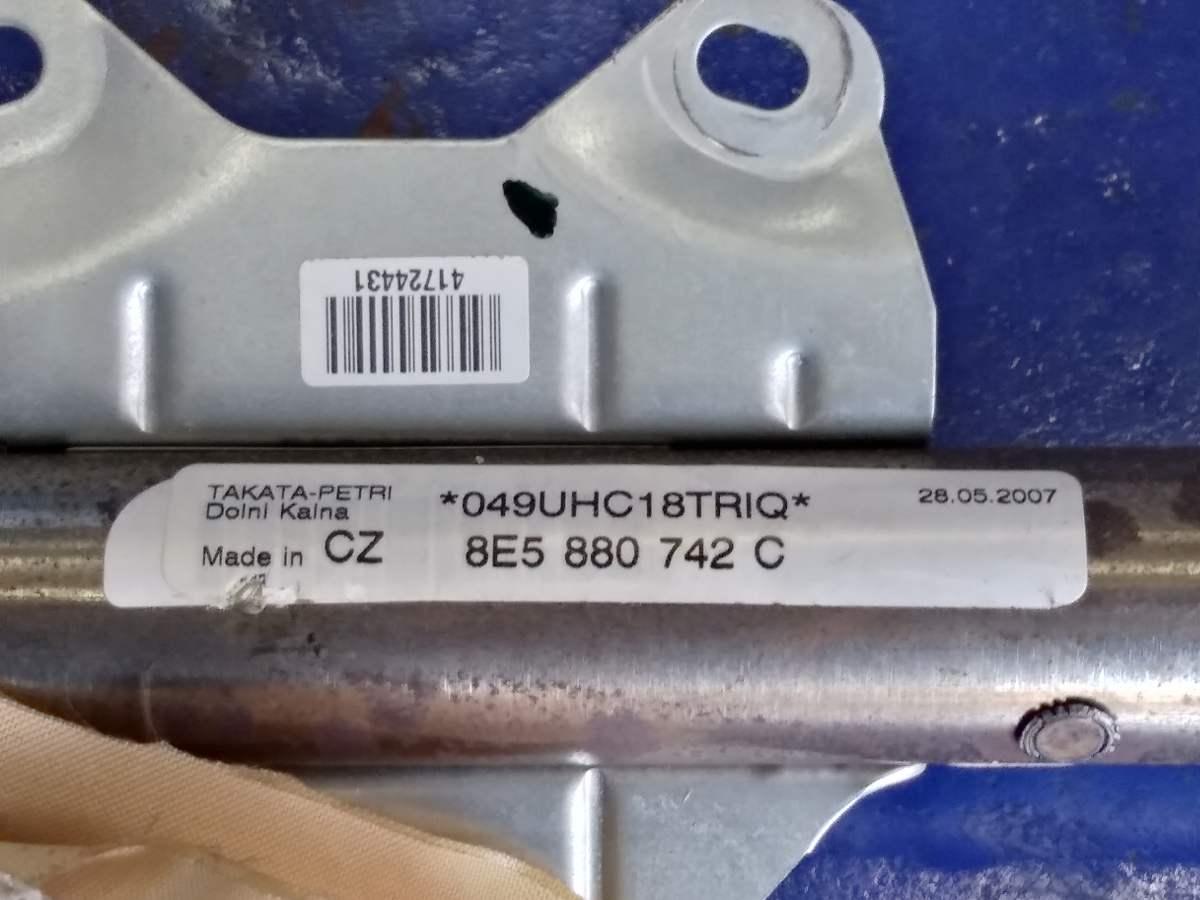 41724431
TAKATA-PETRI
Dolni Kalna
Made in CZ
*049UHC18TRIQ*
8E5 880 742 C
28.05.2007